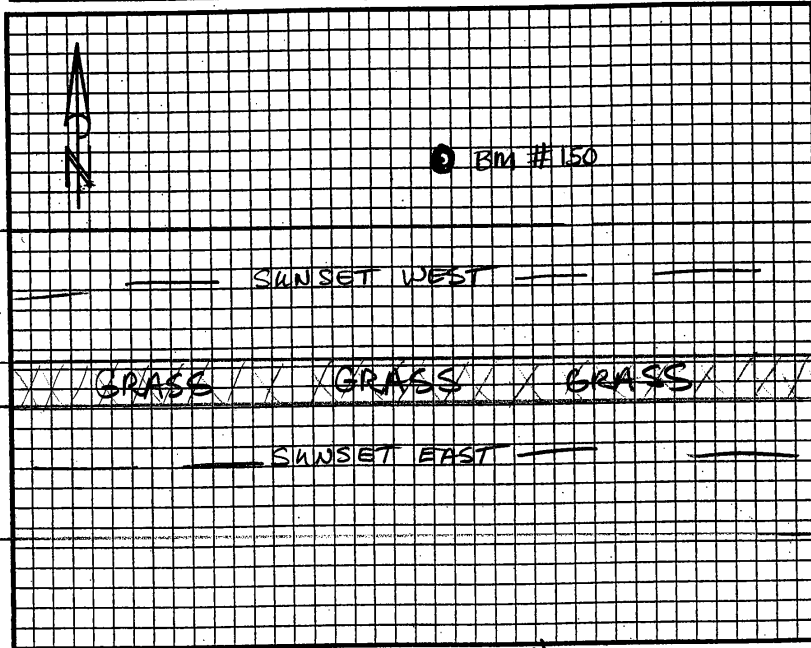 N
BM # 150
SUNSET WEST
GRASS GRASS GRASS
SUNSET EAST